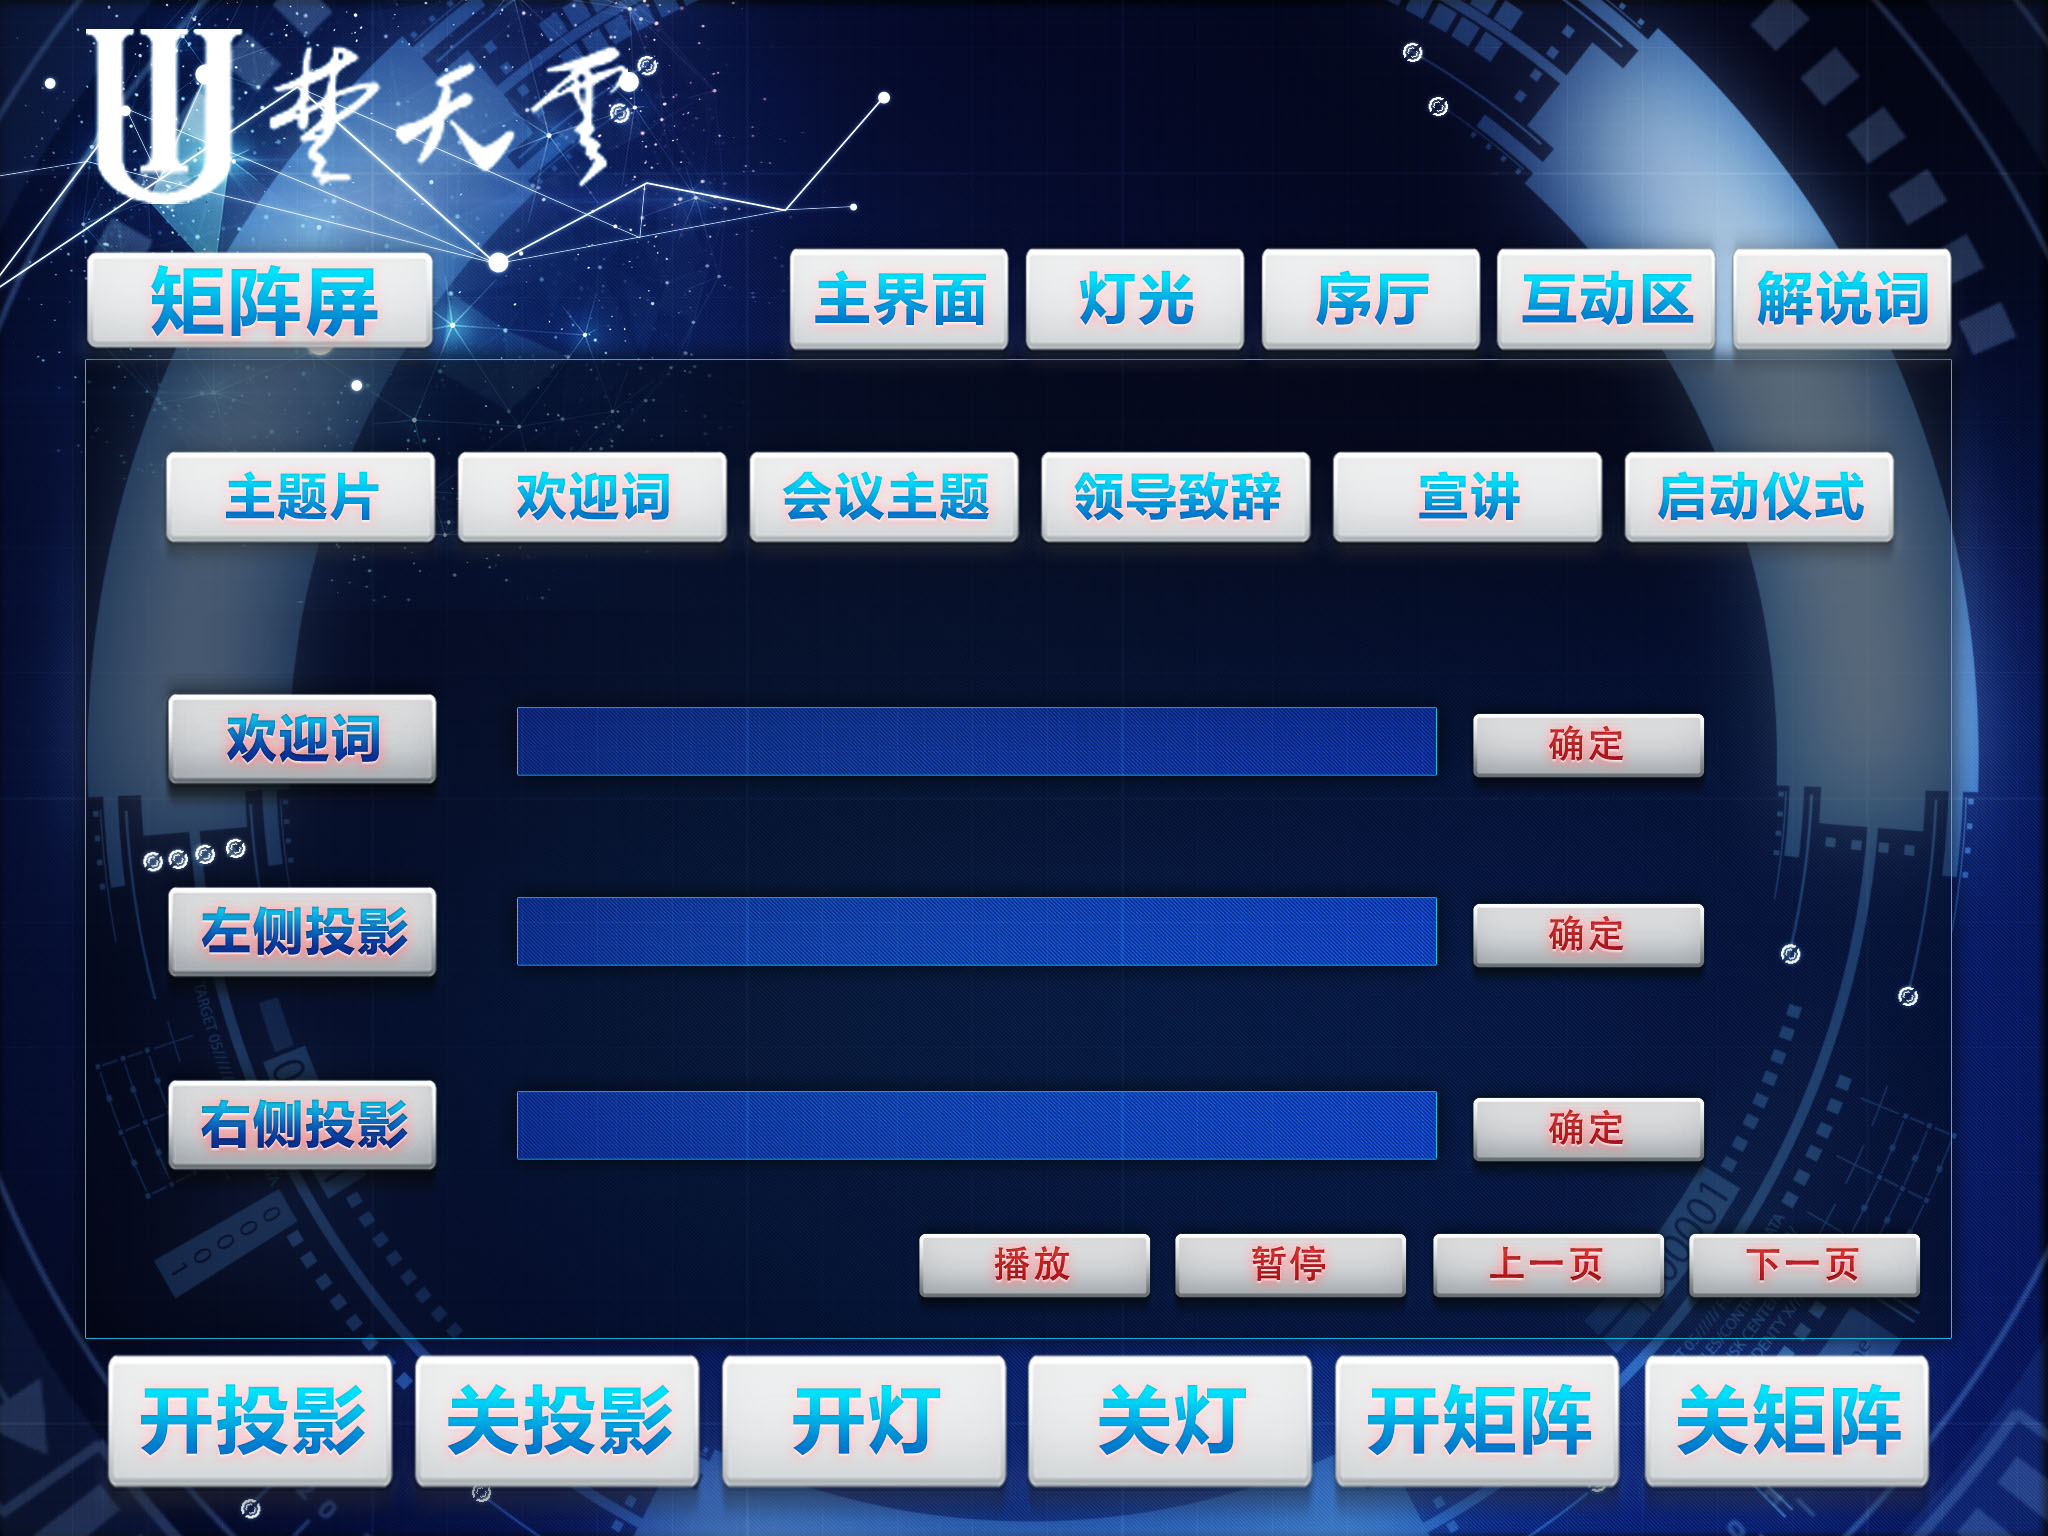 楚天雲
矩阵屏 主界面 灯光 序厅 互动区 解说词
主题片 欢迎词 会议主题 领导致辞 宣讲 启动仪式
欢迎词 确定
左侧投影 确定
右侧投影 确定
播放 暂停 上一页 下一页
开投影 关投影 开灯 关灯 开矩阵 关矩阵